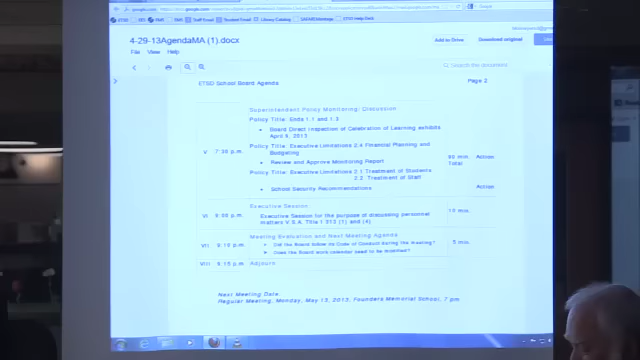 4-29-13AgendaMA (1).docx
Add to Drive
Download original
File View Help
Search the document
ETSD School Board Agenda
Page 2
Superintendent Policy Monitoring: Discussion
Policy Title: Ends 1.1 and 1.3
Board Direct Inspection of Celebration of Learning exhibits
April 6, 2013
Policy Title: Executive Limitations 2.4 Financial Planning and
V 7:30 p.m. Budgeting
Review and Approve Monitoring Report
90 min. Action
Total
Policy Title: Executive Limitations 2.1 Treatment of Students
2.2 Treatment of Staff
School Security Recommendations
Action
Executive Session
VI 9:00 p.m. Executive Session for the purpose of discussing personnel
10 min.
matters V.S.A. Title 1 313 (1) and (4)
Meeting Evaluation and Next Meeting Agenda
VII 9:10 p.m. Did the Board follow its Code of Conduct during the meeting?
5 min.
Does the Board work calendar need to be modified?
VIII 9:15 p.m. Adjourn
Next Meeting Date:
Regular Meeting, Monday, May 13, 2013, Founders Memorial School, 7 pm